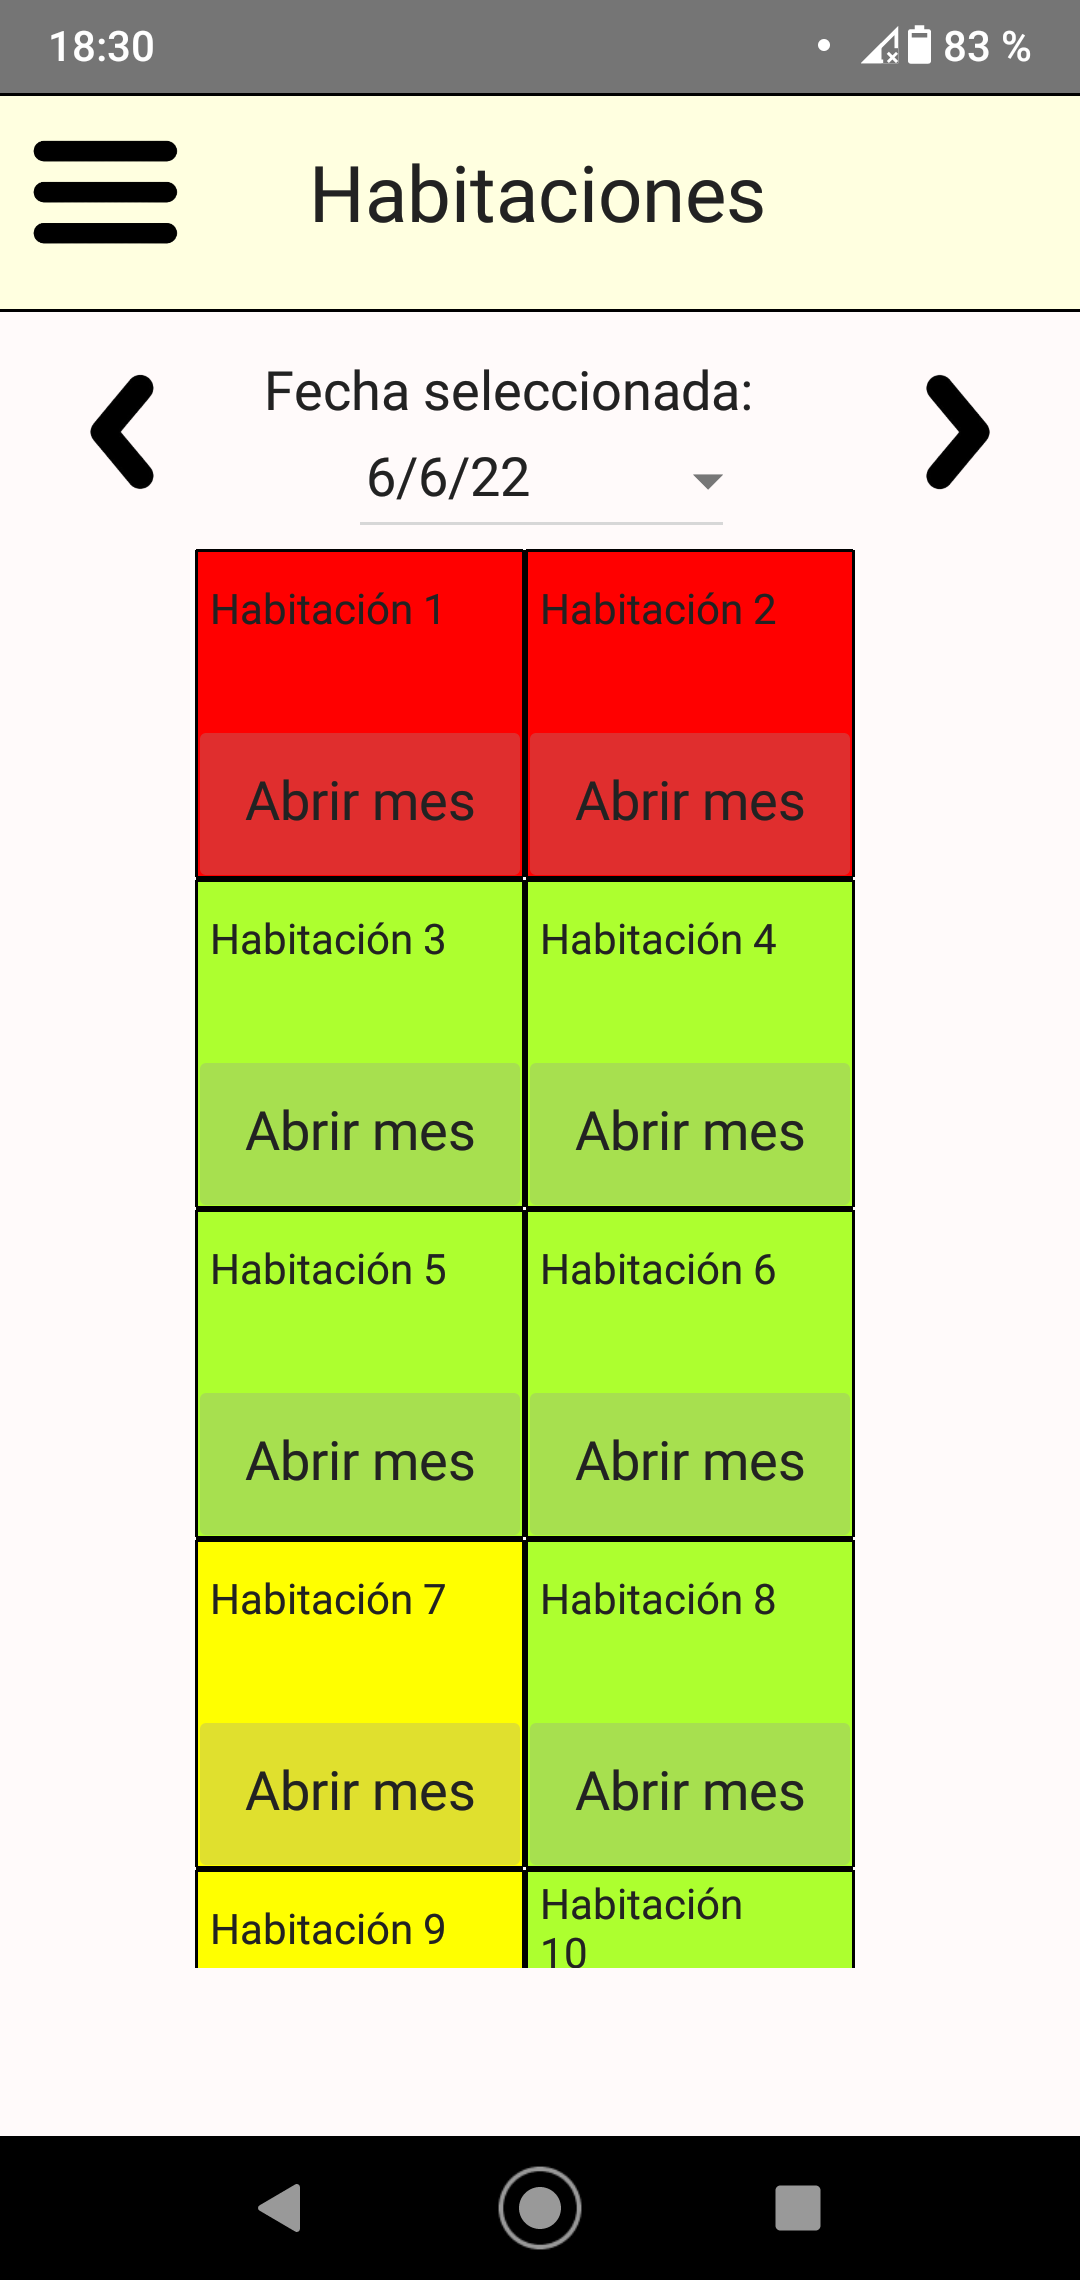 18:30
83 %
Habitaciones
Fecha seleccionada:
6/6/22
Habitación 1
Habitación 2
Abrir mes
Abrir mes
Habitación 3
Habitación 4
Abrir mes
Abrir mes
Habitación 5
Habitación 6
Abrir mes
Abrir mes
Habitación 7
Habitación 8
Abrir mes
Abrir mes
Habitación 9
Habitación
10